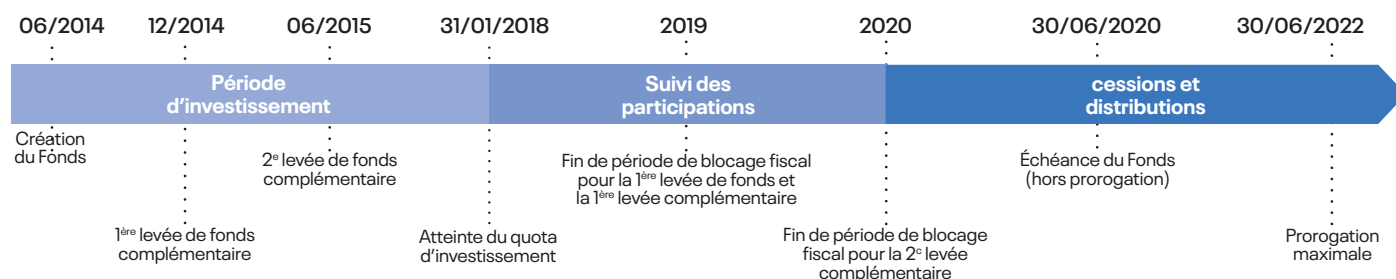 06/2014 12/2014 06/2015 31/01/2018 2019 2020 30/06/2020 30/06/2022
Période
d'investissement
Suivi des
participations
cessions et
distributions
Création
du Fonds
1ère levée de fonds
complémentaire
2e levée de fonds
complémentaire
Atteinte du quota
d'investissement
Fin de période de blocage fiscal
pour la 1ère levée de fonds et
la 1ère levée complémentaire
Fin de période de blocage
fiscal pour la 2e levée
complémentaire
Échéance du Fonds
(hors prorogation)
Prorogation
maximale